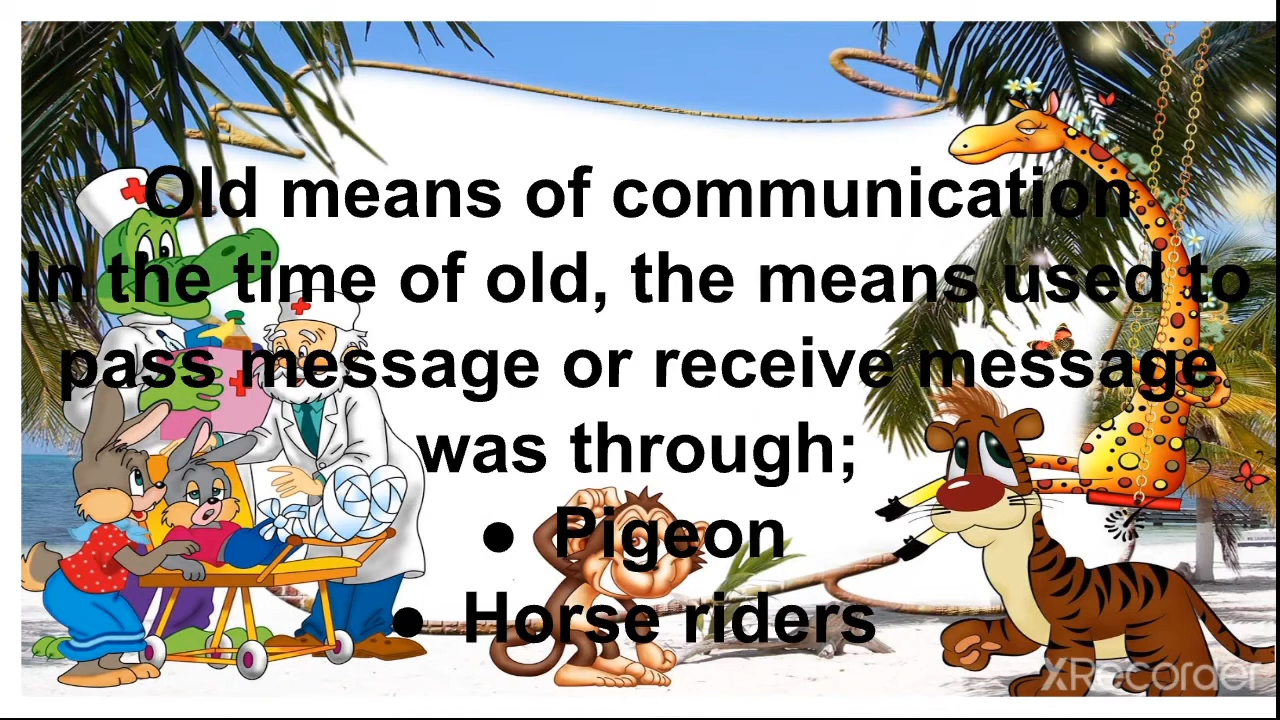 Old means of communication
In the time of old, the means used to
pass message or receive message
was through;
● Pigeon
● Horse riders
XRecorder